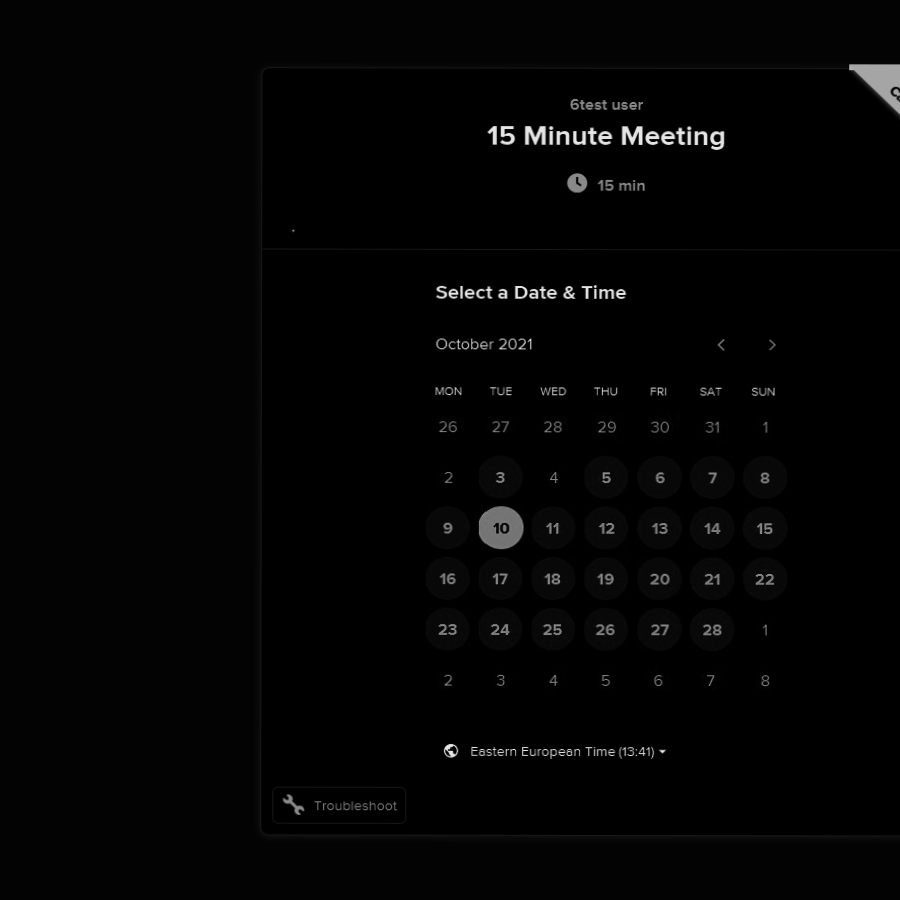 6test user
15 Minute Meeting
15 min
Select a Date & Time
October 2021
MON TUE WED THU FRI SAT SUN
26 27 28 29 30 31 1
2 3 4 5 6 7 8
9 10 11 12 13 14 15
16 17 18 19 20 21 22
23 24 25 26 27 28 1
2 3 4 5 6 7 8
Eastern European Time (13:41)
Troubleshoot